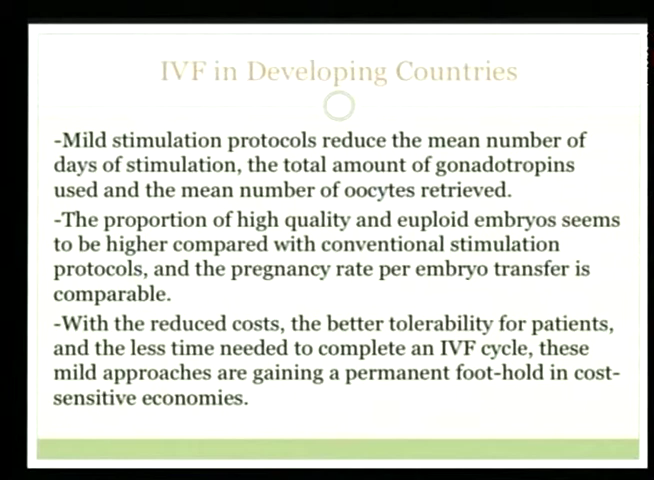 IVF in Developing Countries
-Mild stimulation protocols reduce the mean number of
days of stimulation, the total amount of gonadotropins
used and the mean number of oocytes retrieved.
-The proportion of high quality and euploid embryos seems
to be higher compared with conventional stimulation
protocols, and the pregnancy rate per embryo transfer is
comparable.
-With the reduced costs, the better tolerability for patients,
and the less time needed to complete an IVF cycle, these
mild approaches are gaining a permanent foot-hold in cost-
sensitive economies.